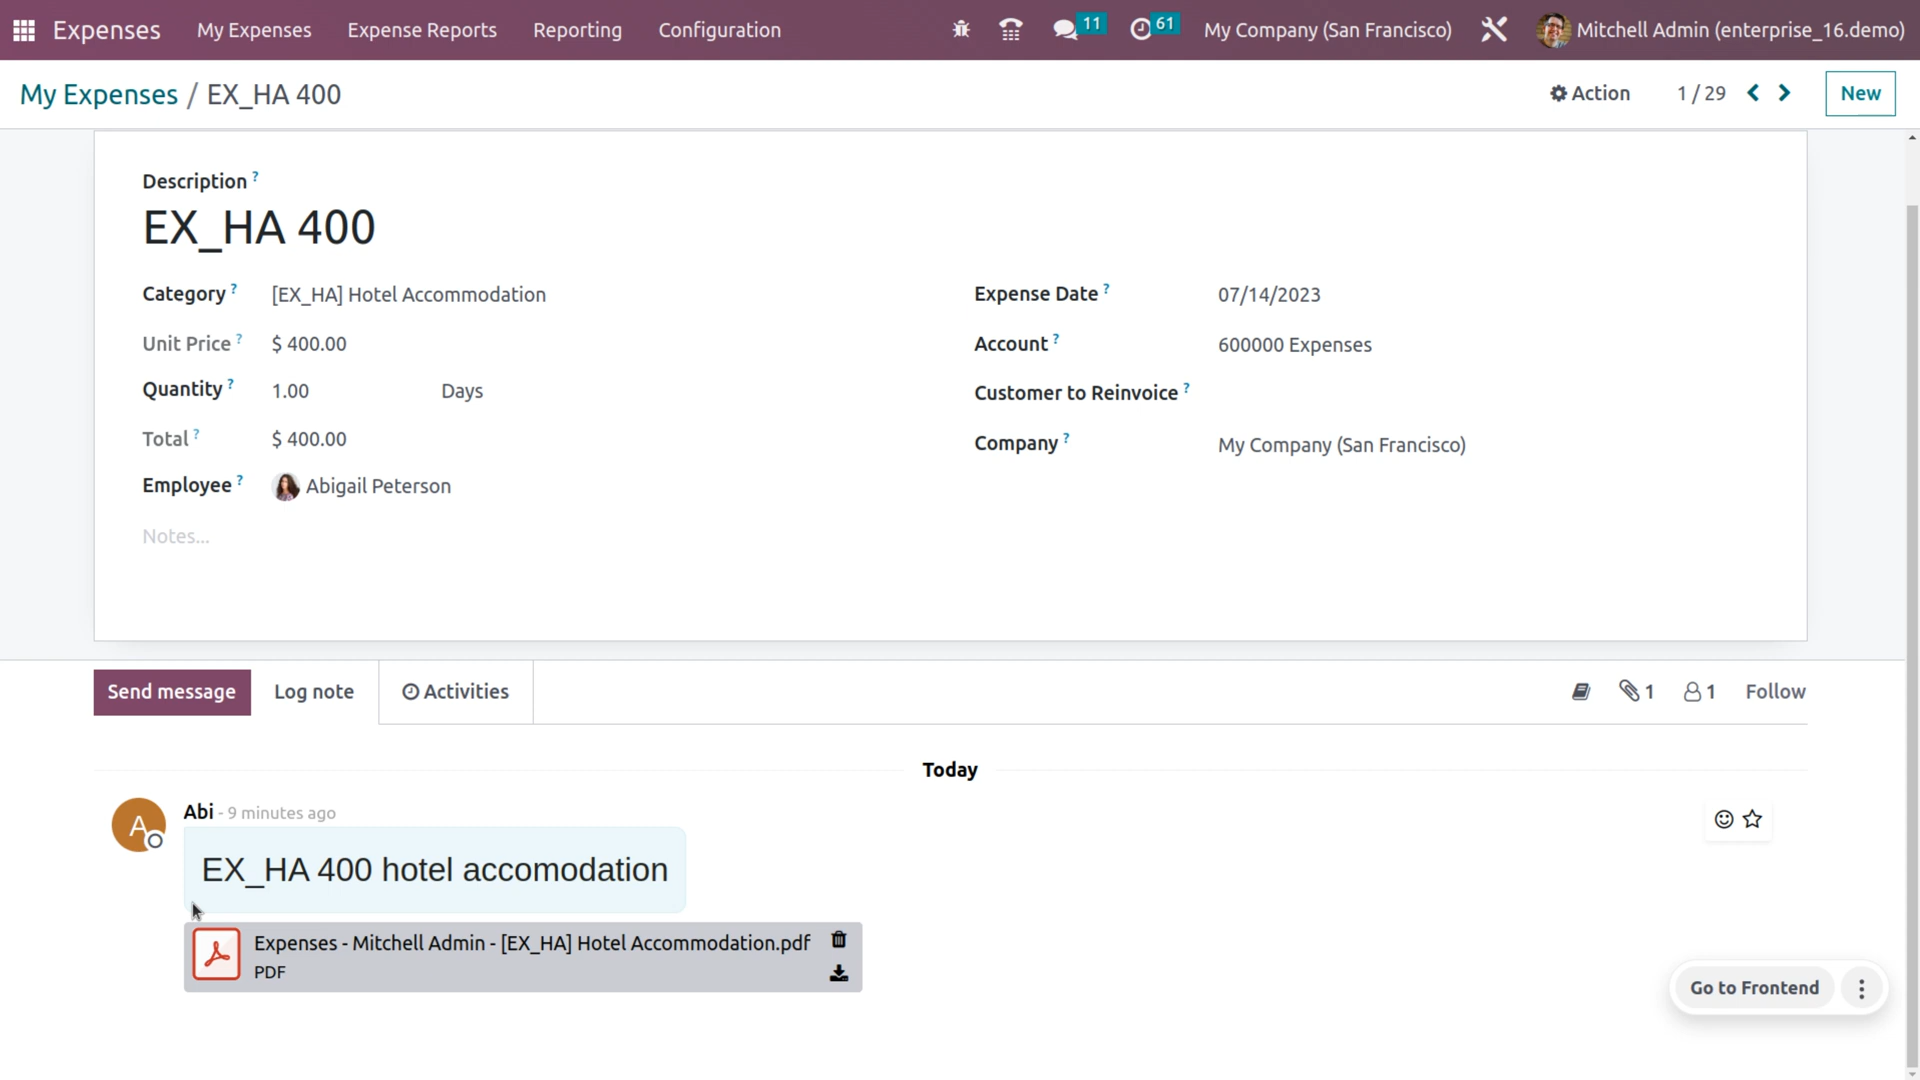 Expenses My Expenses Expense Reports Reporting Configuration 11 61 My Company (San Francisco) Mitchell Admin (enterprise_16.demo)
My Expenses / EX_HA 400 Action 1 / 29 New
Description ?
EX_HA 400
Category ? [EX_HA] Hotel Accommodation Expense Date ? 07/14/2023
Unit Price ? $ 400.00 Account ? 600000 Expenses
Quantity ? 1.00 Days Customer to Reinvoice ?
Total ? $ 400.00 Company ? My Company (San Francisco)
Employee ? Abigail Peterson
Notes...
Send message Log note Activities 1 1 Follow
Today
A Abi - 9 minutes ago
EX_HA 400 hotel accomodation
Expenses - Mitchell Admin - [EX_HA] Hotel Accommodation.pdf
PDF
Go to Frontend